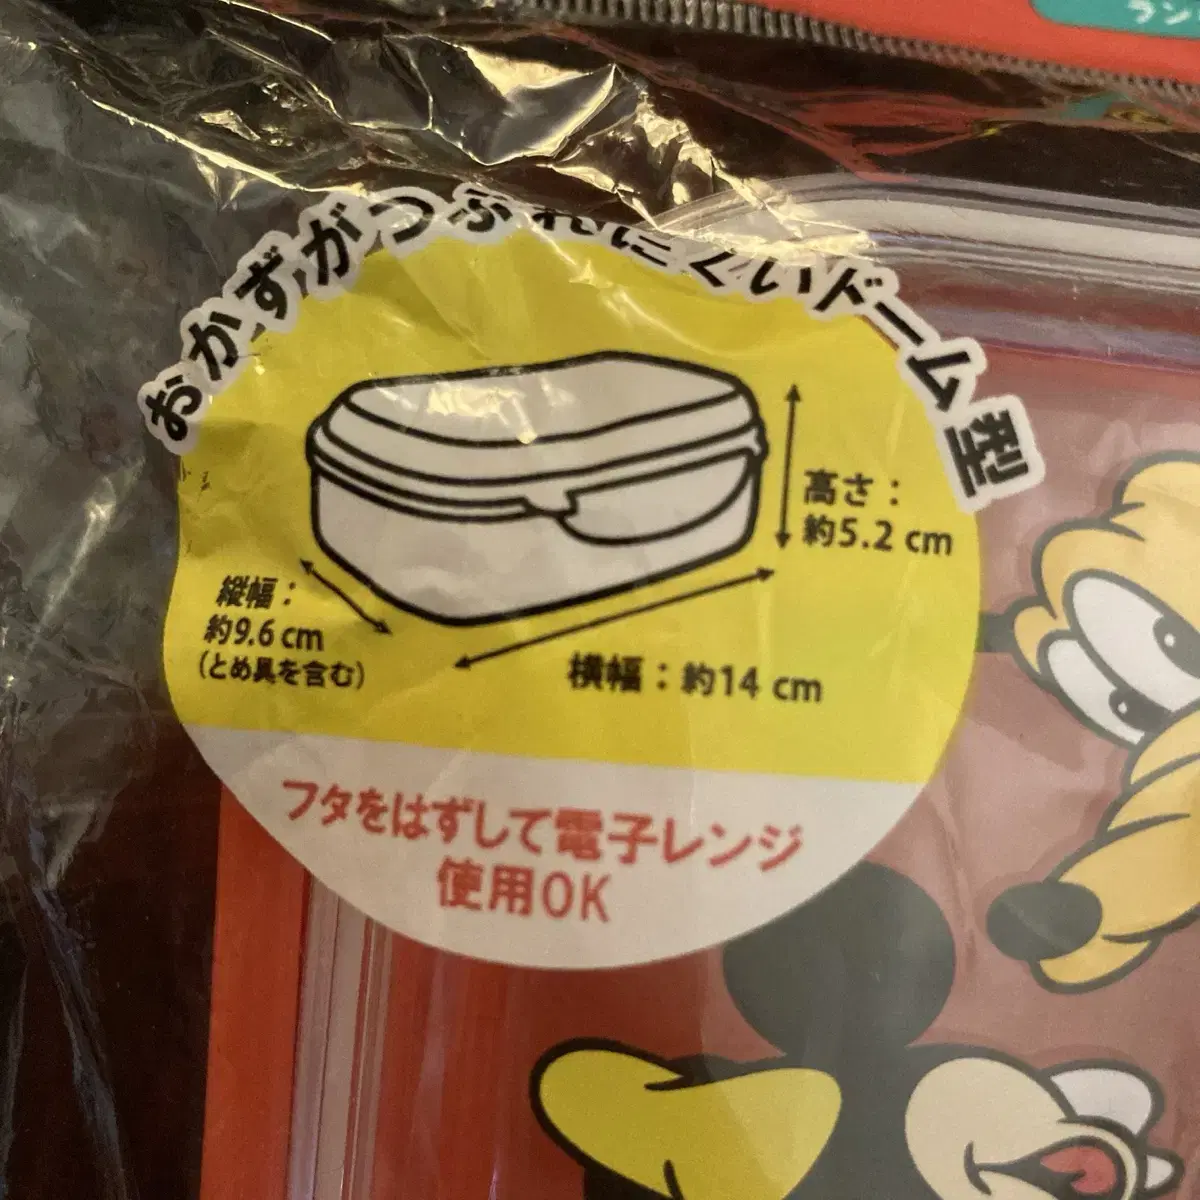 ラン
おかずがつぶれにくいドーム型
高さ：
約5.2 cm
縦幅：
約9.6 cm
(とめ具を含む)
横幅：約14 cm
フタをはずして電子レンジ
使用OK